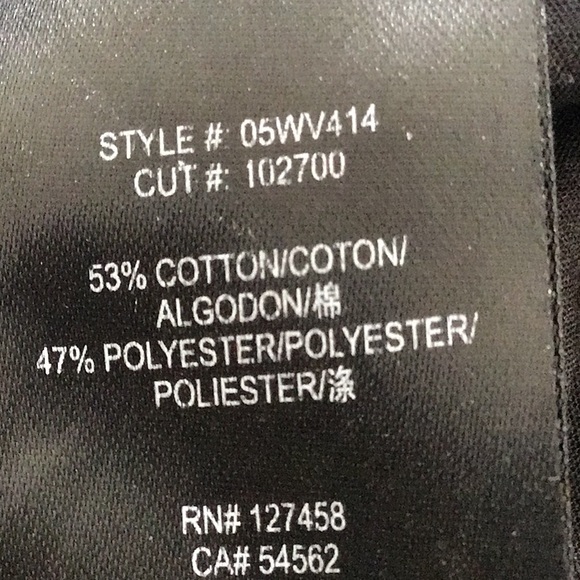 STYLE #: 05WV414
CUT #: 102700
53% COTTON/COTON/
ALGODON/棉
47% POLYESTER/POLYESTER/
POLIESTER/涤
RN# 127458
CA# 54562